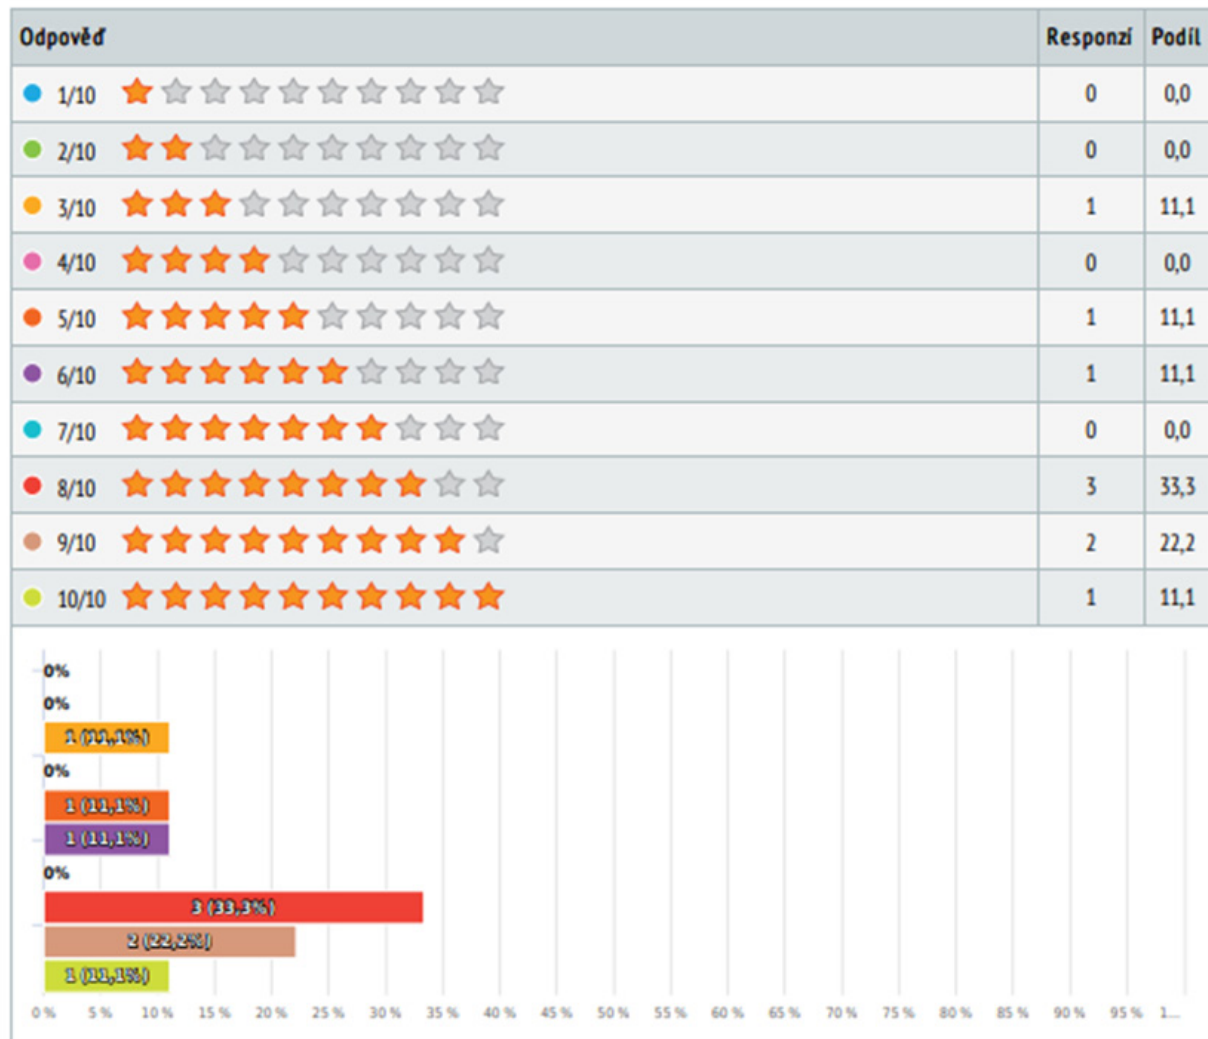 Odpověď Responzí Podíl
1/10 0 0,0
2/10 0 0,0
3/10 1 11,1
4/10 0 0,0
5/10 1 11,1
6/10 1 11,1
7/10 0 0,0
8/10 3 33,3
9/10 2 22,2
10/10 1 11,1
0%
0%
1 (11,1%)
0%
1 (11,1%)
1 (11,1%)
0%
3 (33,3%)
2 (22,2%)
1 (11,1%)
0 % 5 % 10 % 15 % 20 % 25 % 30 % 35 % 40 % 45 % 50 % 55 % 60 % 65 % 70 % 75 % 80 % 85 % 90 % 95 % 1...